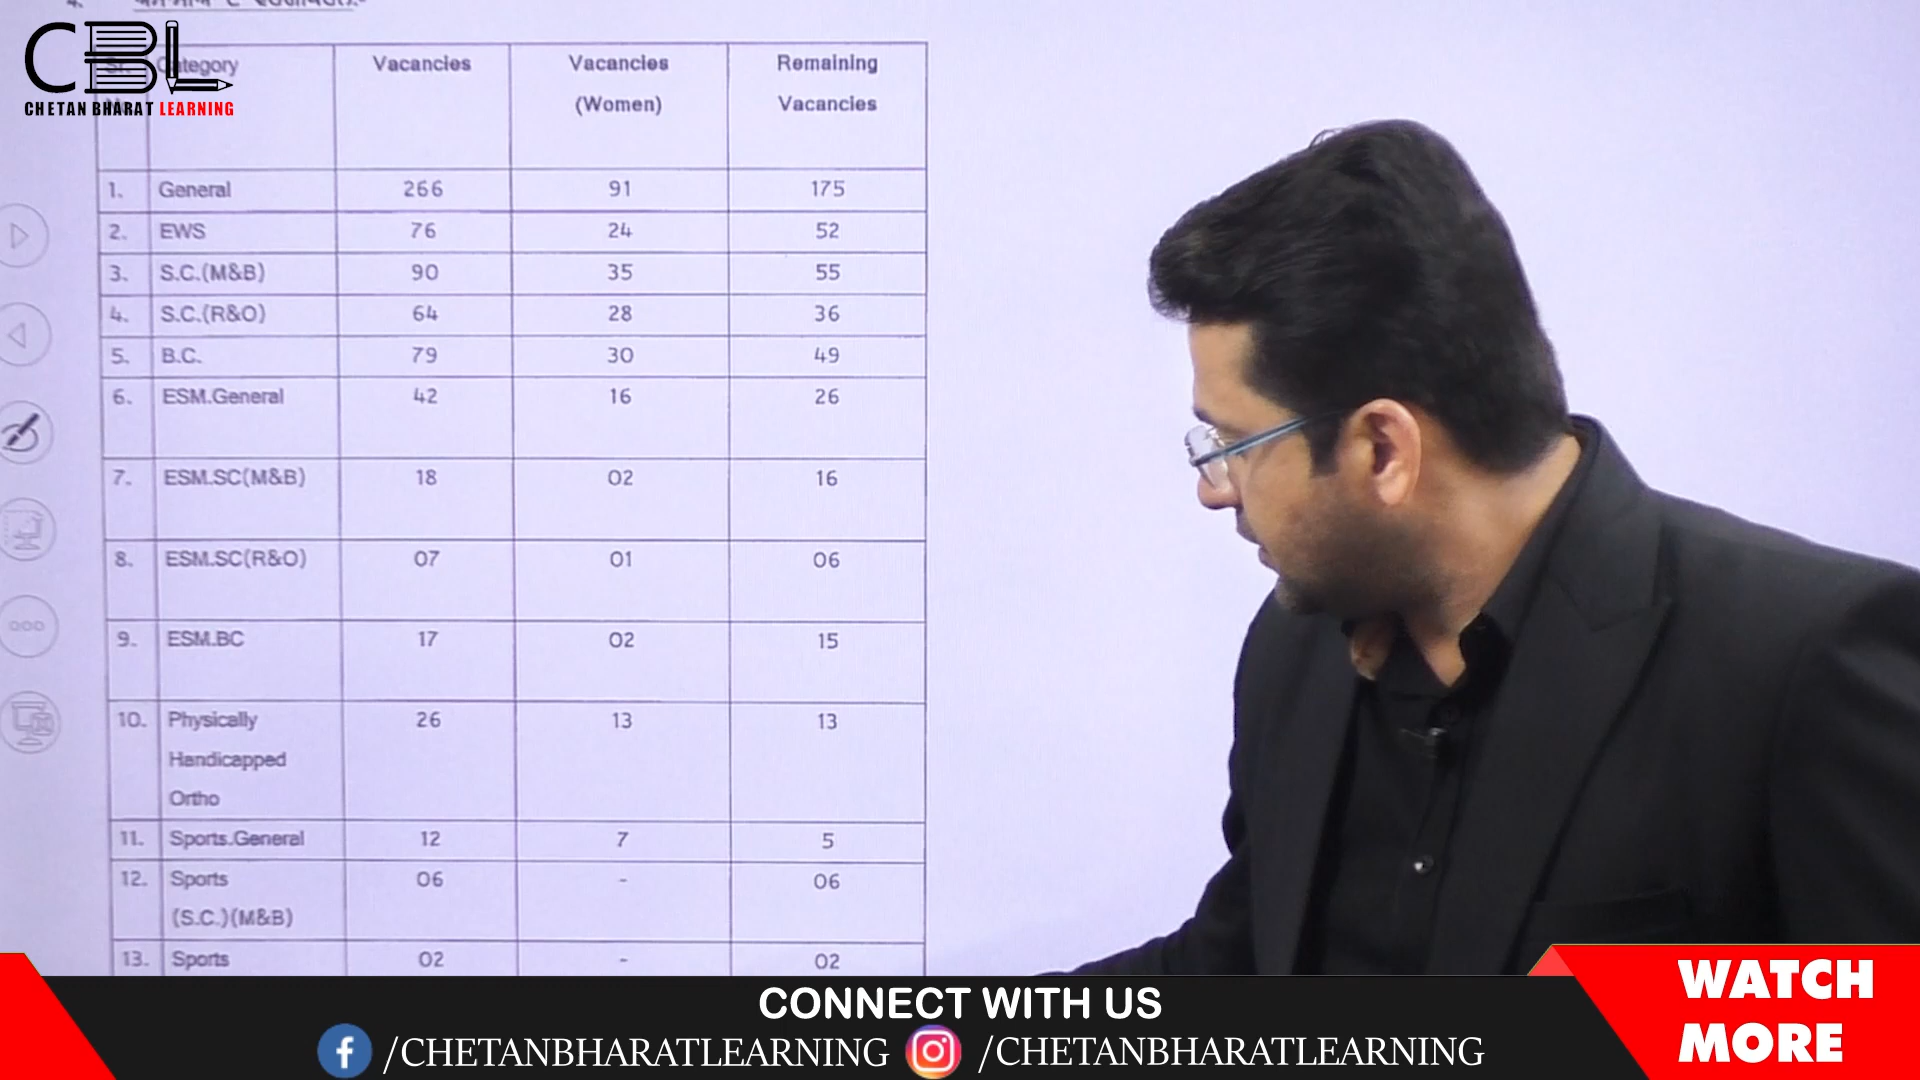 4.
CBL
CHETAN BHARAT LEARNING
Category Vacancies Vacancies (Women) Remaining Vacancies
1. General 266 91 175
2. EWS 76 24 52
3. S.C.(M&B) 90 35 55
4. S.C.(R&O) 64 28 36
5. B.C. 79 30 49
6. ESM.General 42 16 26
7. ESM.SC(M&B) 18 02 16
8. ESM.SC(R&O) 07 01 06
9. ESM.BC 17 02 15
10. Physically Handicapped Ortho 26 13 13
11. Sports.General 12 7 5
12. Sports (S.C.)(M&B) 06 - 06
13. Sports 02 - 02
CONNECT WITH US
/CHETANBHARATLEARNING /CHETANBHARATLEARNING
WATCH
MORE